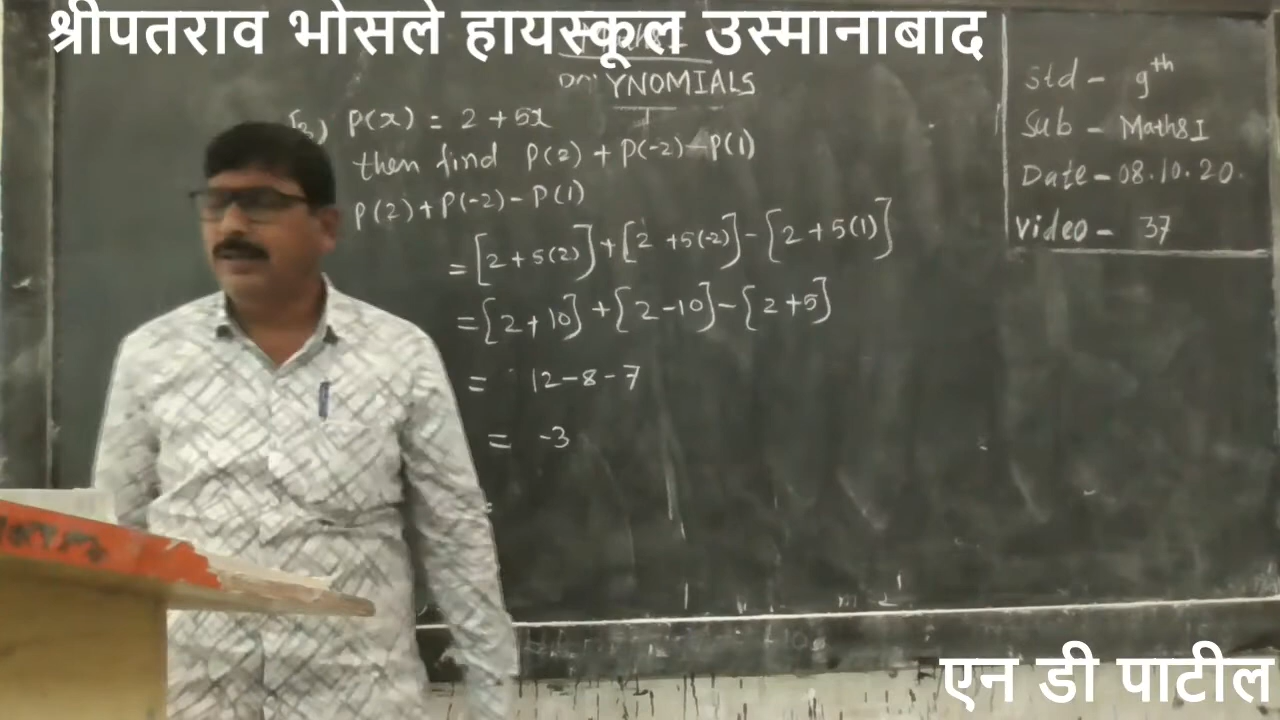 श्रीपतराव भोसले हायस्कूल उस्मानाबाद
YNOMIALS
P(x) = 2 + 5x
then find P(2) + P(-2) - P(1)
P(2) + P(-2) - P(1)
= [2 + 5(2)] + [2 + 5(-2)] - [2 + 5(1)]
= [2 + 10] + [2 - 10] - [2 + 5]
= 12 - 8 - 7
= -3
Std - 9th
Sub - Maths I
Date - 08.10.20.
Video - 37
एन डी पाटील